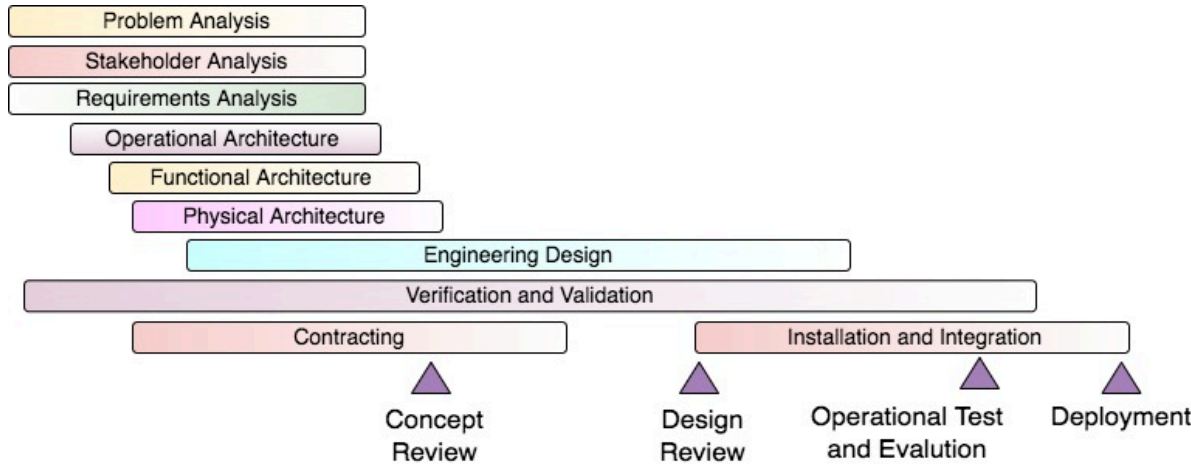 Problem Analysis
Stakeholder Analysis
Requirements Analysis
Operational Architecture
Functional Architecture
Physical Architecture
Engineering Design
Verification and Validation
Contracting
Installation and Integration
Concept
Review
Design
Review
Operational Test
and Evalution
Deployment